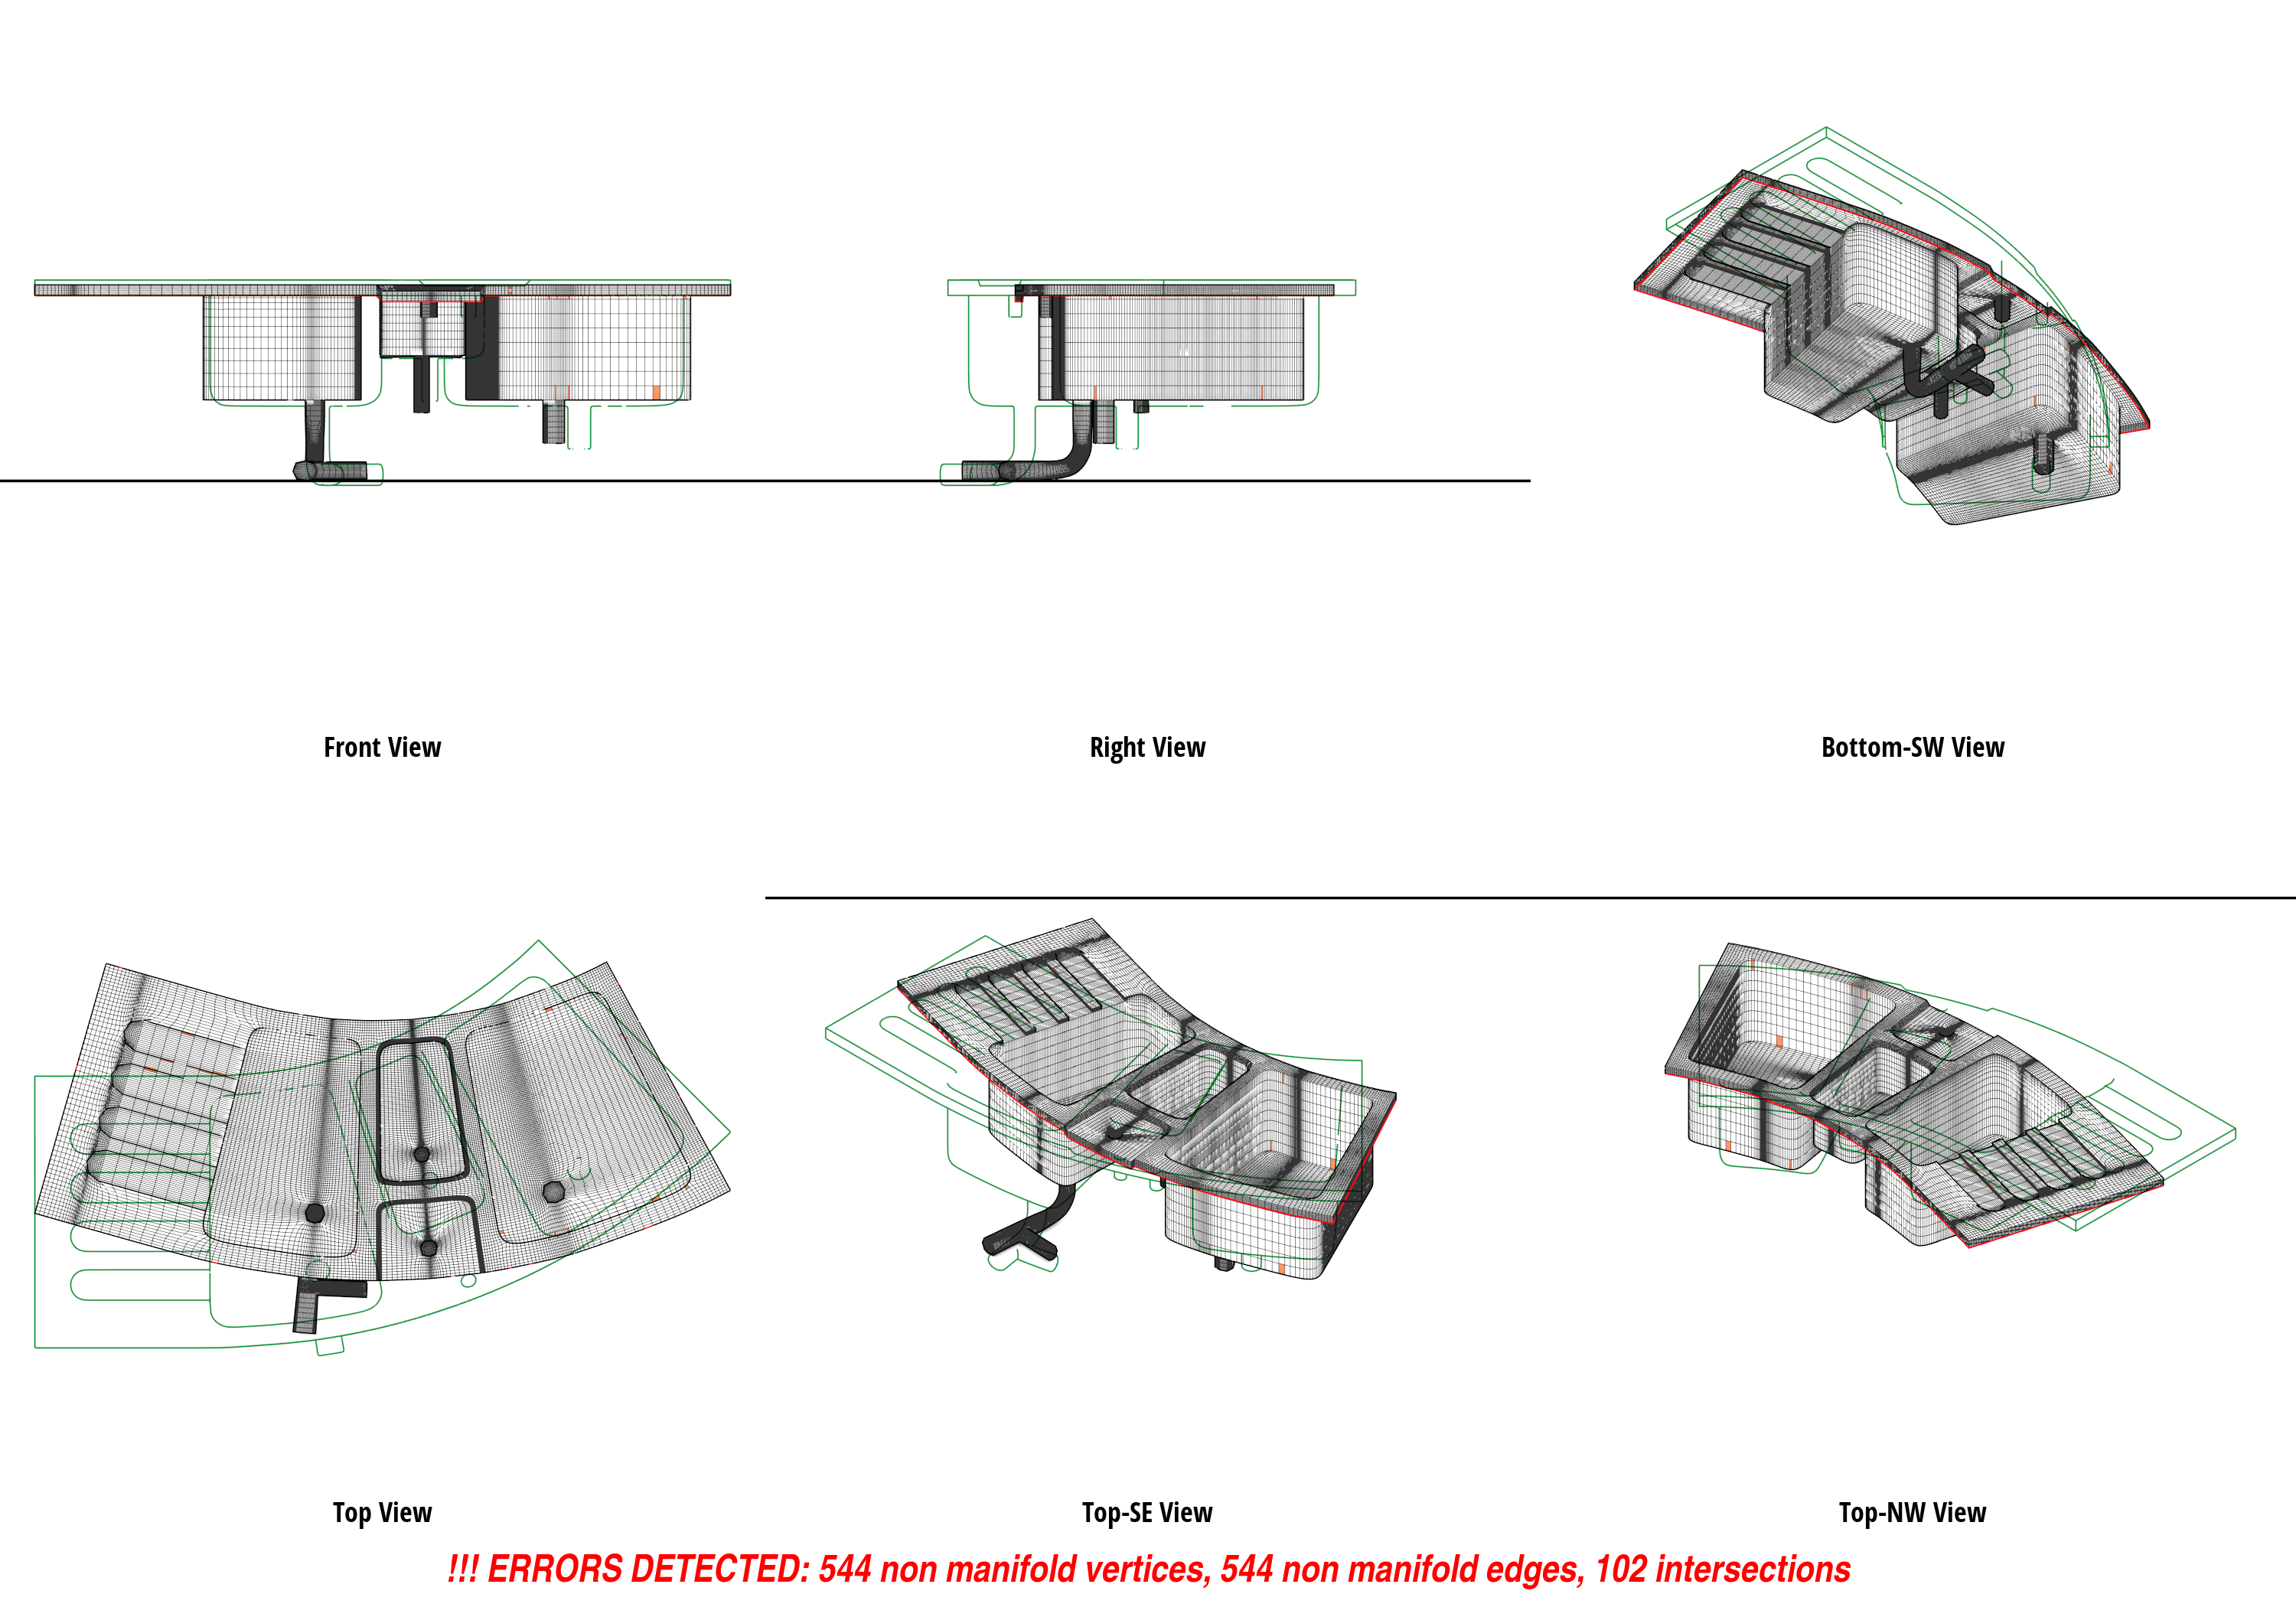 Front View
Right View
Bottom-SW View
Top View
Top-SE View
Top-NW View
!!! ERRORS DETECTED: 544 non manifold vertices, 544 non manifold edges, 102 intersections